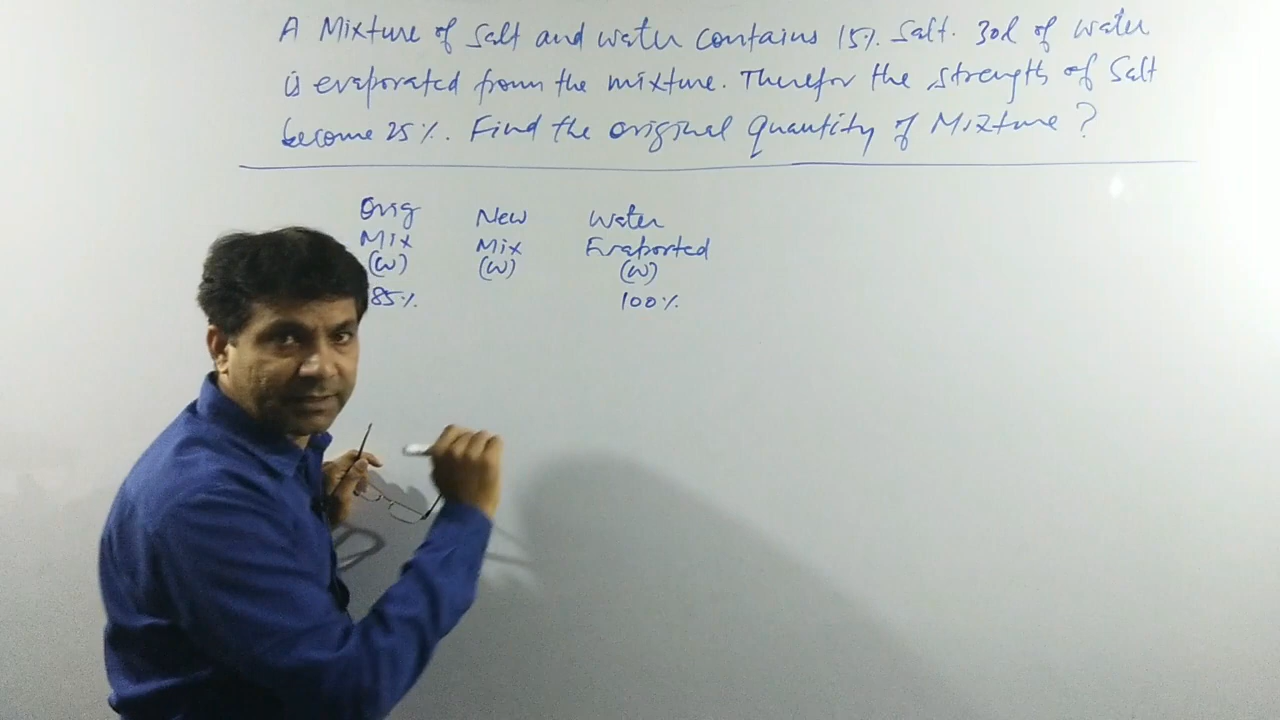 A Mixture of Salt and water contains 15%. Salt. 30l of water
is evaporated from the mixture. Therefor the strength of Salt
become 25%. Find the original Quantity of Mixture ?
Orig New Water
Mix Mix Evaported
(W) (W) (W)
85% 100%